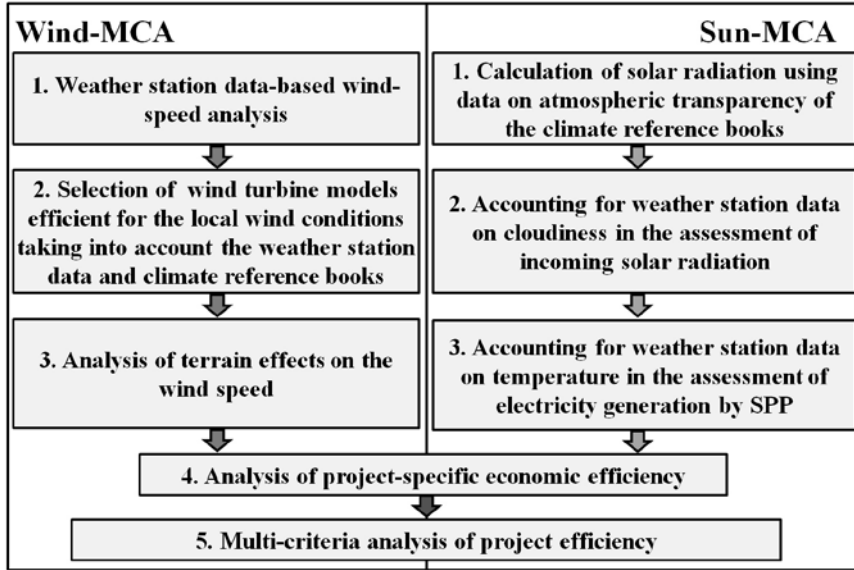 Wind-MCA
1. Weather station data-based wind-
speed analysis
2. Selection of wind turbine models
efficient for the local wind conditions
taking into account the weather station
data and climate reference books
3. Analysis of terrain effects on the
wind speed
Sun-MCA
1. Calculation of solar radiation using
data on atmospheric transparency of
the climate reference books
2. Accounting for weather station data
on cloudiness in the assessment of
incoming solar radiation
3. Accounting for weather station data
on temperature in the assessment of
electricity generation by SPP
4. Analysis of project-specific economic efficiency
5. Multi-criteria analysis of project efficiency